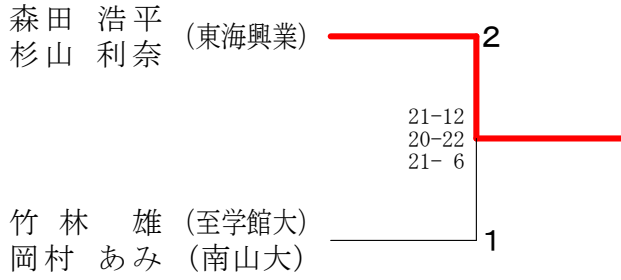 森田 浩平
杉山 利奈
(東海興業)
2
21-12
20-22
21- 6
竹林 雄 (至学館大)
岡村 あみ (南山大)
1